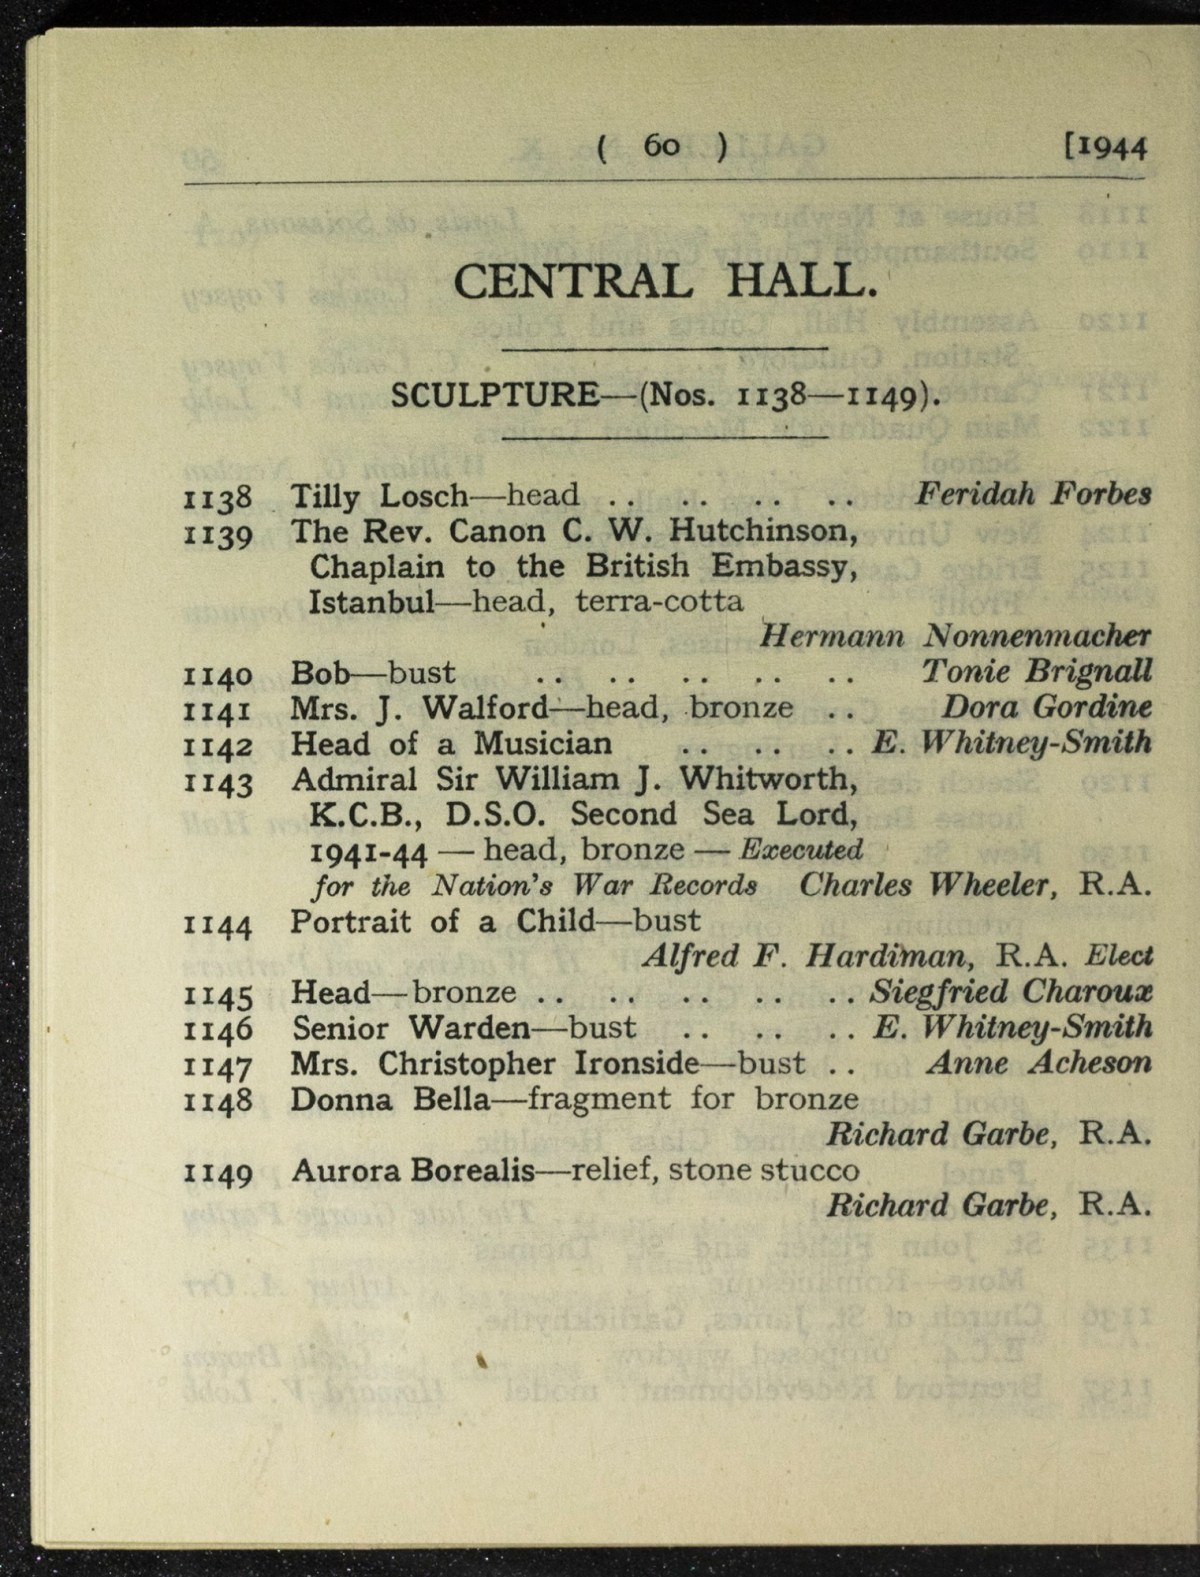 ( 60 ) [1944
CENTRAL HALL.
SCULPTURE—(Nos. 1138—1149).
1138 Tilly Losch—head .. .. .. .. Feridah Forbes
1139 The Rev. Canon C. W. Hutchinson,
Chaplain to the British Embassy,
Istanbul—head, terra-cotta
Hermann Nonnenmacher
1140 Bob—bust .. .. .. .. .. Tonie Brignall
1141 Mrs. J. Walford—head, bronze .. Dora Gordine
1142 Head of a Musician .. .. .. E. Whitney-Smith
1143 Admiral Sir William J. Whitworth,
K.C.B., D.S.O. Second Sea Lord,
1941-44 — head, bronze — Executed
for the Nation's War Records Charles Wheeler, R.A.
1144 Portrait of a Child—bust
Alfred F. Hardiman, R.A. Elect
1145 Head—bronze .. .. .. .. .. Siegfried Charoux
1146 Senior Warden—bust .. .. .. E. Whitney-Smith
1147 Mrs. Christopher Ironside—bust .. Anne Acheson
1148 Donna Bella—fragment for bronze
Richard Garbe, R.A.
1149 Aurora Borealis—relief, stone stucco
Richard Garbe, R.A.